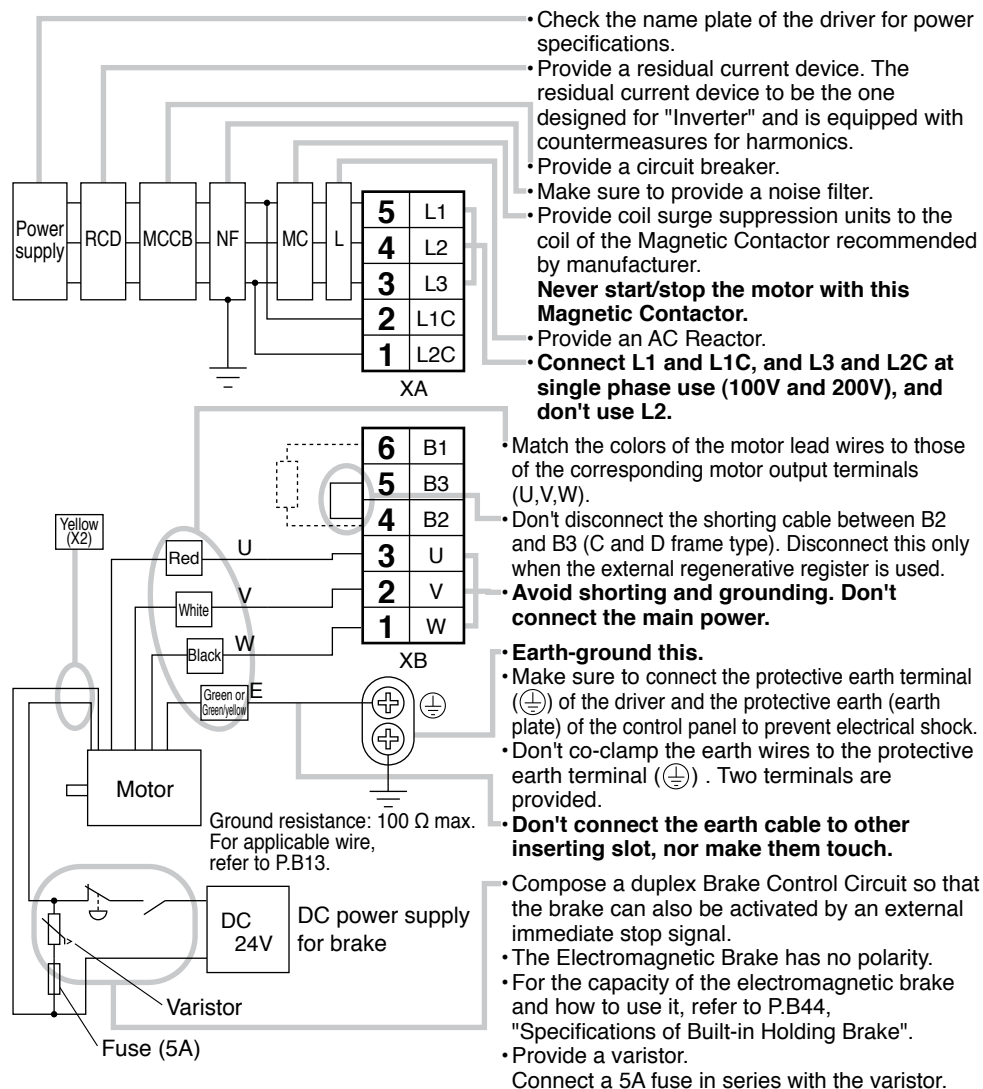 • Check the name plate of the driver for power
specifications.
• Provide a residual current device. The
residual current device to be the one
designed for "Inverter" and is equipped with
countermeasures for harmonics.
• Provide a circuit breaker.
• Make sure to provide a noise filter.
• Provide coil surge suppression units to the
coil of the Magnetic Contactor recommended
by manufacturer.
Never start/stop the motor with this
Magnetic Contactor.
• Provide an AC Reactor.
• Connect L1 and L1C, and L3 and L2C at
single phase use (100V and 200V), and
don't use L2.
Power
supply
RCD
MCCB
NF
MC
L
5 L1
4 L2
3 L3
2 L1C
1 L2C
XA
• Match the colors of the motor lead wires to those
of the corresponding motor output terminals
(U,V,W).
• Don't disconnect the shorting cable between B2
and B3 (C and D frame type). Disconnect this only
when the external regenerative register is used.
• Avoid shorting and grounding. Don't
connect the main power.
6 B1
5 B3
4 B2
3 U
2 V
1 W
XB
Yellow
(X2)
Red
U
White
V
Black
W
Green or
Green/yellow
E
Motor
• Earth-ground this.
• Make sure to connect the protective earth terminal
(⏚) of the driver and the protective earth (earth
plate) of the control panel to prevent electrical shock.
• Don't co-clamp the earth wires to the protective
earth terminal (⏚) . Two terminals are
provided.
• Don't connect the earth cable to other
inserting slot, nor make them touch.
Ground resistance: 100 Ω max.
For applicable wire,
refer to P.B13.
DC
24V
DC power supply
for brake
Varistor
Fuse (5A)
• Compose a duplex Brake Control Circuit so that
the brake can also be activated by an external
immediate stop signal.
• The Electromagnetic Brake has no polarity.
• For the capacity of the electromagnetic brake
and how to use it, refer to P.B44,
"Specifications of Built-in Holding Brake".
• Provide a varistor.
Connect a 5A fuse in series with the varistor.